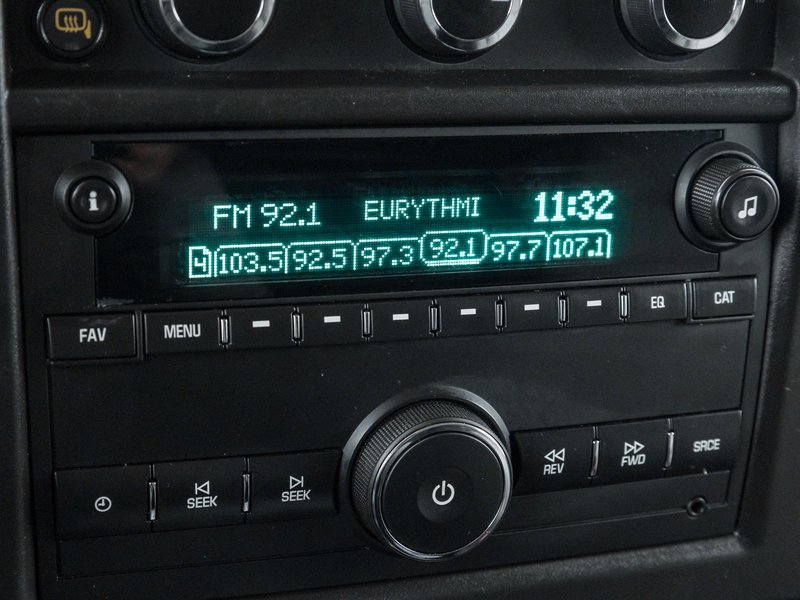 i
FM 92.1 EURYTHMI 11:32
4 103.5 92.5 97.3 92.1 97.7 107.1
FAV MENU EQ CAT
SEEK SEEK REV FWD SRCE